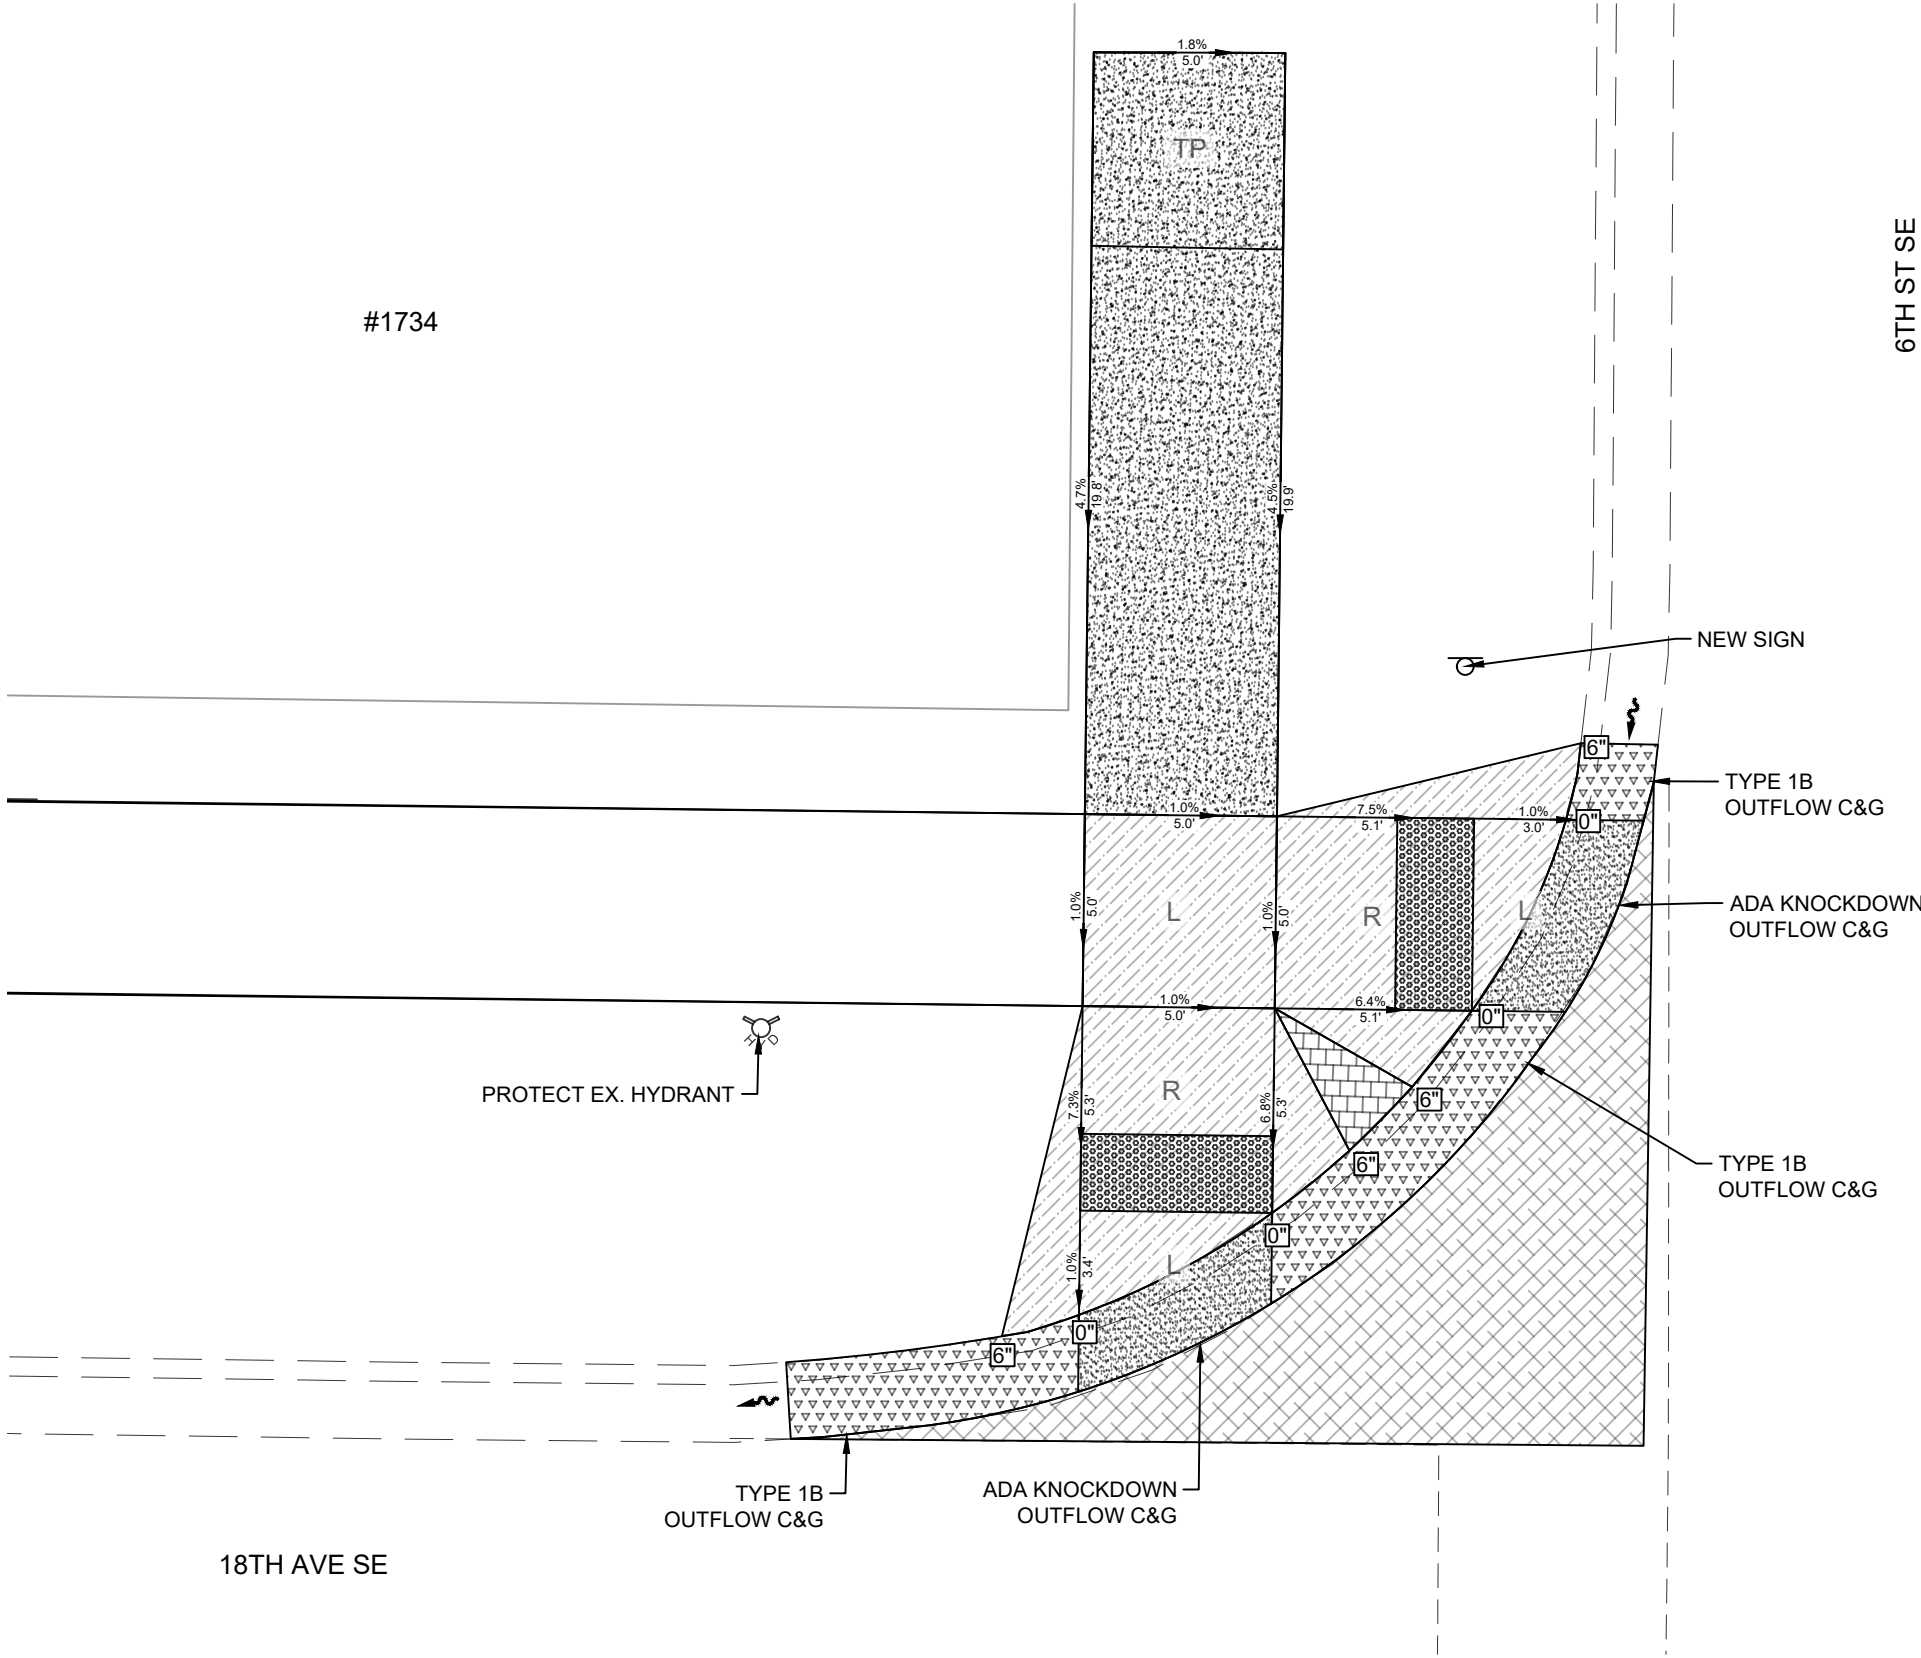 1.8%
5.0'
TP
6TH ST SE
#1734
4.7%
19.8'
4.5%
19.9'
NEW SIGN
6"
TYPE 1B
OUTFLOW C&G
1.0%
5.0'
7.5%
5.1'
1.0%
3.0'
0"
1.0%
5.0'
L
1.0%
5.0'
R
L
ADA KNOCKDOWN
OUTFLOW C&G
1.0%
5.0'
6.4%
5.1'
0"
HYD
PROTECT EX. HYDRANT
7.3%
5.3'
R
6.8%
5.3'
6"
6"
TYPE 1B
OUTFLOW C&G
0"
1.0%
3.4'
L
0"
6"
TYPE 1B
OUTFLOW C&G
ADA KNOCKDOWN
OUTFLOW C&G
18TH AVE SE